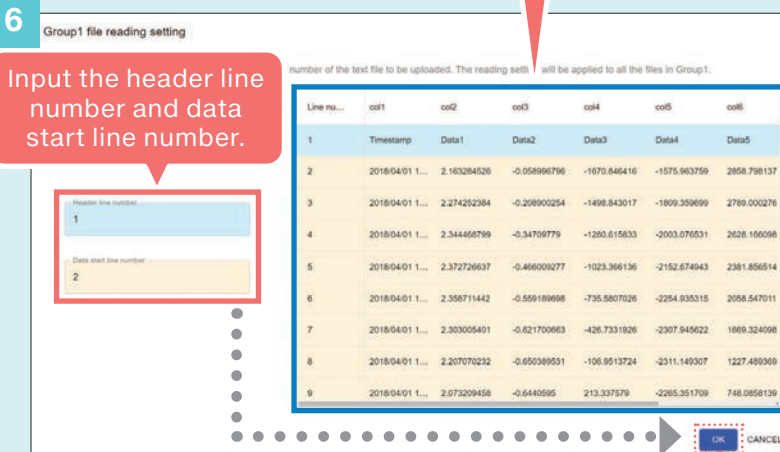 6
Group1 file reading setting
Input the header line
number and data
start line number.
number of the text file to be uploaded. The reading setti will be applied to all the files in Group1.
Line nu... col1 col2 col3 col4 col5 col6
1 Timestamp Data1 Data2 Data3 Data4 Data5
2 2018/04/01 1... 2.163284526 -0.058996796 -1670.846416 -1575.963759 2858.798137
3 2018/04/01 1... 2.274252384 -0.208900254 -1498.843017 -1809.359699 2789.000276
4 2018/04/01 1... 2.344468799 -0.34709779 -1280.615833 -2003.076531 2628.166098
5 2018/04/01 1... 2.372726637 -0.466009277 -1023.366136 -2152.674943 2381.856514
6 2018/04/01 1... 2.358711442 -0.559189698 -735.5807026 -2254.935315 2058.547011
7 2018/04/01 1... 2.303005401 -0.621700663 -426.7331926 -2307.945622 1669.324098
8 2018/04/01 1... 2.207070232 -0.650389531 -106.9513724 -2311.149307 1227.489369
9 2018/04/01 1... 2.073209458 -0.6440595 213.337579 -2265.351709 746.0858139
Header line number
1
Data start line number
2
OK CANCEL